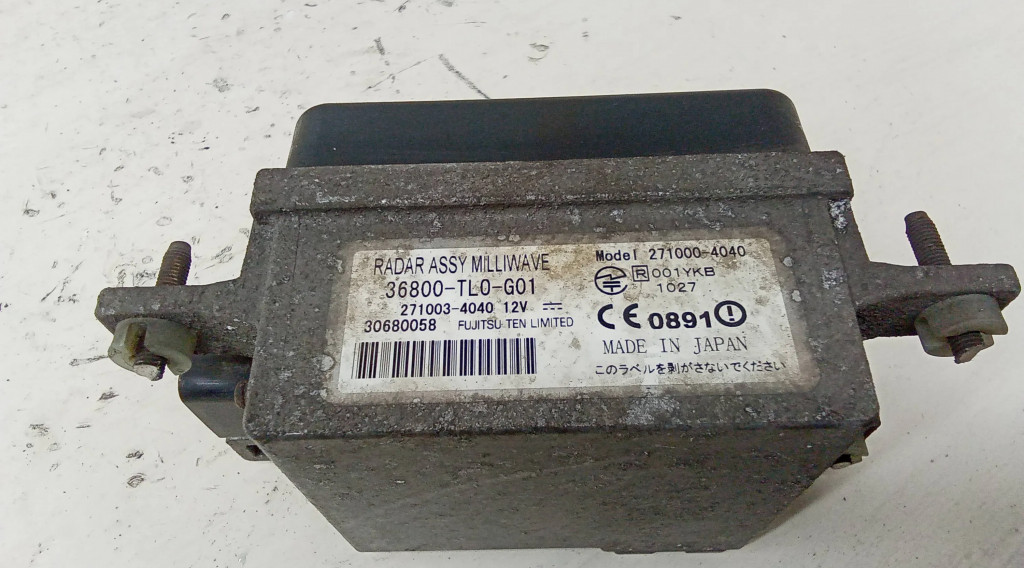 RADAR ASSY MILLIWAVE
36800-TL0-G01
271003-4040 12V
30680058 FUJITSU TEN LIMITED
Model 271000-4040
R 001YKB
1027
CE 0891
MADE IN JAPAN
このラベルを剥がさないでください